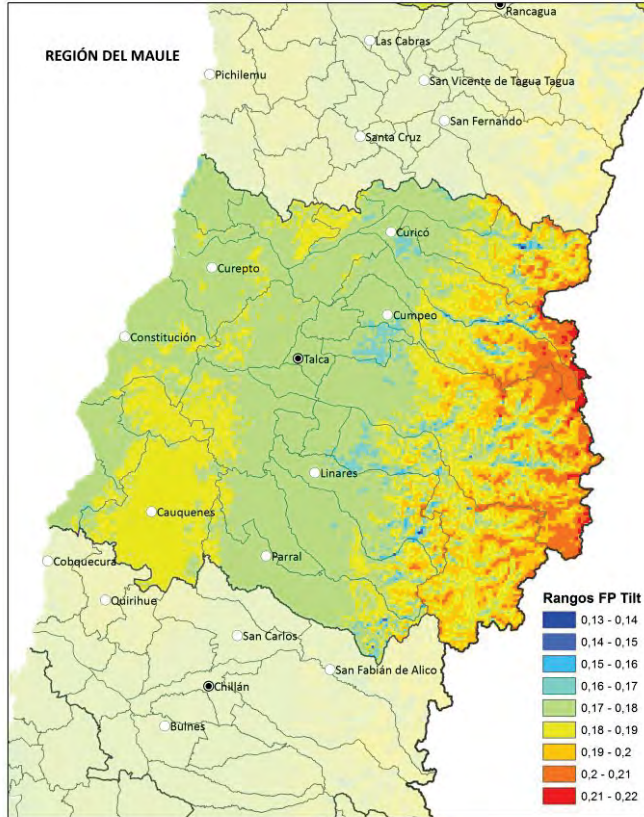 Rancagua
REGIÓN DEL MAULE
Las Cabras
Pichilemu
San Vicente de Tagua Tagua
San Fernando
Santa Cruz
Curicó
Curepto
Cumpeo
Constitución
Talca
Linares
Cauquenes
Parral
Cobquecura
Quirihue
San Carlos
San Fabián de Alico
Chillán
Bulnes
Rangos FP Tilt
0,13 - 0,14
0,14 - 0,15
0,15 - 0,16
0,16 - 0,17
0,17 - 0,18
0,18 - 0,19
0,19 - 0,2
0,2 - 0,21
0,21 - 0,22